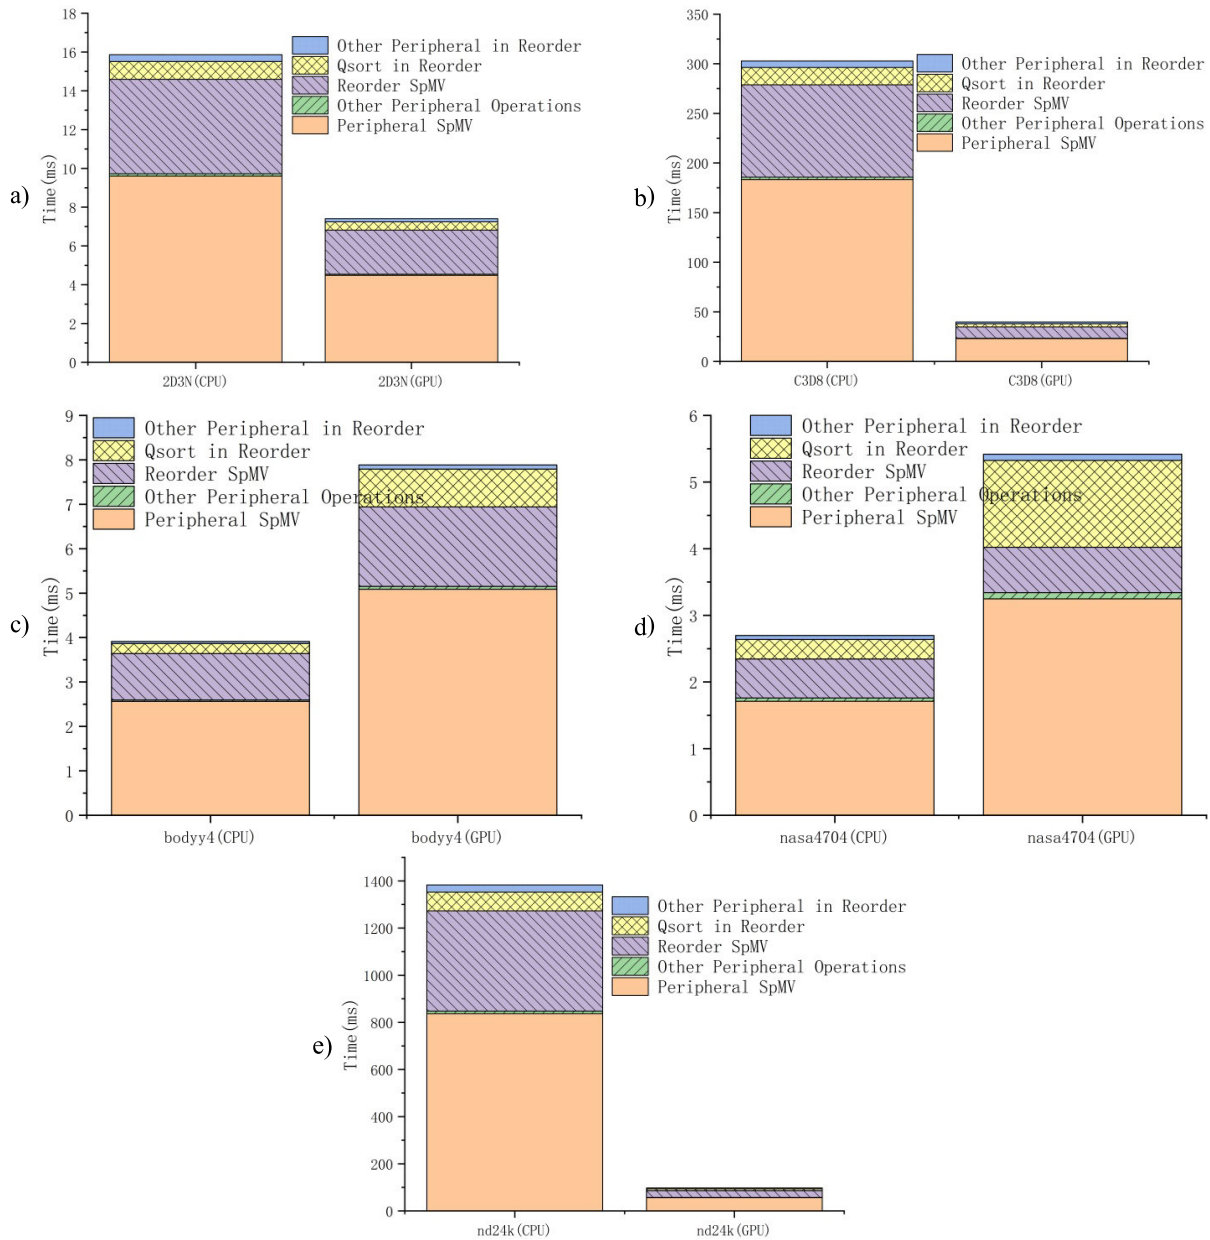 a)
Time(ms)
18
16
14
12
10
8
6
4
2
0
Other Peripheral in Reorder
Qsort in Reorder
Reorder SpMV
Other Peripheral Operations
Peripheral SpMV
2D3N(CPU)
2D3N(GPU)
b)
Time(ms)
350
300
250
200
150
100
50
0
Other Peripheral in Reorder
Qsort in Reorder
Reorder SpMV
Other Peripheral Operations
Peripheral SpMV
C3D8(CPU)
C3D8(GPU)
c)
Time(ms)
9
8
7
6
5
4
3
2
1
0
Other Peripheral in Reorder
Qsort in Reorder
Reorder SpMV
Other Peripheral Operations
Peripheral SpMV
bodyy4(CPU)
bodyy4(GPU)
d)
Time(ms)
6
5
4
3
2
1
0
Other Peripheral in Reorder
Qsort in Reorder
Reorder SpMV
Other Peripheral Operations
Peripheral SpMV
nasa4704(CPU)
nasa4704(GPU)
e)
Time(ms)
1400
1200
1000
800
600
400
200
0
Other Peripheral in Reorder
Qsort in Reorder
Reorder SpMV
Other Peripheral Operations
Peripheral SpMV
nd24k(CPU)
nd24k(GPU)